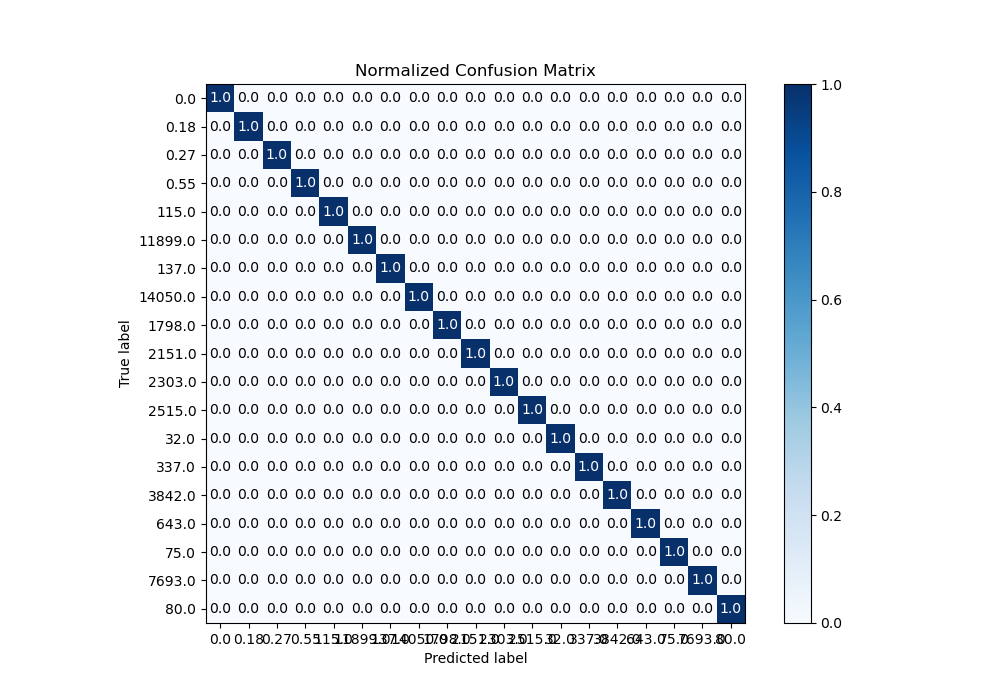 Normalized Confusion Matrix
0.0 1.0 0.0 0.0 0.0 0.0 0.0 0.0 0.0 0.0 0.0 0.0 0.0 0.0 0.0 0.0 0.0 0.0 0.0 0.0 1.0
0.18 0.0 1.0 0.0 0.0 0.0 0.0 0.0 0.0 0.0 0.0 0.0 0.0 0.0 0.0 0.0 0.0 0.0 0.0 0.0
0.27 0.0 0.0 1.0 0.0 0.0 0.0 0.0 0.0 0.0 0.0 0.0 0.0 0.0 0.0 0.0 0.0 0.0 0.0 0.0
0.55 0.0 0.0 0.0 1.0 0.0 0.0 0.0 0.0 0.0 0.0 0.0 0.0 0.0 0.0 0.0 0.0 0.0 0.0 0.0 0.8
115.0 0.0 0.0 0.0 0.0 1.0 0.0 0.0 0.0 0.0 0.0 0.0 0.0 0.0 0.0 0.0 0.0 0.0 0.0 0.0
11899.0 0.0 0.0 0.0 0.0 0.0 1.0 0.0 0.0 0.0 0.0 0.0 0.0 0.0 0.0 0.0 0.0 0.0 0.0 0.0
137.0 0.0 0.0 0.0 0.0 0.0 0.0 1.0 0.0 0.0 0.0 0.0 0.0 0.0 0.0 0.0 0.0 0.0 0.0 0.0
14050.0 0.0 0.0 0.0 0.0 0.0 0.0 0.0 1.0 0.0 0.0 0.0 0.0 0.0 0.0 0.0 0.0 0.0 0.0 0.0 0.6
1798.0 0.0 0.0 0.0 0.0 0.0 0.0 0.0 0.0 1.0 0.0 0.0 0.0 0.0 0.0 0.0 0.0 0.0 0.0 0.0
True label
2151.0 0.0 0.0 0.0 0.0 0.0 0.0 0.0 0.0 0.0 1.0 0.0 0.0 0.0 0.0 0.0 0.0 0.0 0.0 0.0
2303.0 0.0 0.0 0.0 0.0 0.0 0.0 0.0 0.0 0.0 0.0 1.0 0.0 0.0 0.0 0.0 0.0 0.0 0.0 0.0
2515.0 0.0 0.0 0.0 0.0 0.0 0.0 0.0 0.0 0.0 0.0 0.0 1.0 0.0 0.0 0.0 0.0 0.0 0.0 0.0 0.4
32.0 0.0 0.0 0.0 0.0 0.0 0.0 0.0 0.0 0.0 0.0 0.0 0.0 1.0 0.0 0.0 0.0 0.0 0.0 0.0
337.0 0.0 0.0 0.0 0.0 0.0 0.0 0.0 0.0 0.0 0.0 0.0 0.0 0.0 1.0 0.0 0.0 0.0 0.0 0.0
3842.0 0.0 0.0 0.0 0.0 0.0 0.0 0.0 0.0 0.0 0.0 0.0 0.0 0.0 0.0 1.0 0.0 0.0 0.0 0.0
643.0 0.0 0.0 0.0 0.0 0.0 0.0 0.0 0.0 0.0 0.0 0.0 0.0 0.0 0.0 0.0 1.0 0.0 0.0 0.0 0.2
75.0 0.0 0.0 0.0 0.0 0.0 0.0 0.0 0.0 0.0 0.0 0.0 0.0 0.0 0.0 0.0 0.0 1.0 0.0 0.0
7693.0 0.0 0.0 0.0 0.0 0.0 0.0 0.0 0.0 0.0 0.0 0.0 0.0 0.0 0.0 0.0 0.0 0.0 1.0 0.0
80.0 0.0 0.0 0.0 0.0 0.0 0.0 0.0 0.0 0.0 0.0 0.0 0.0 0.0 0.0 0.0 0.0 0.0 0.0 1.0 0.0
0.0 0.18 0.27 0.55 115.0 11899.0 137.0 14050.0 1798.0 2151.0 2303.0 2515.0 32.0 337.0 3842.0 643.0 75.0 7693.0 80.0
Predicted label